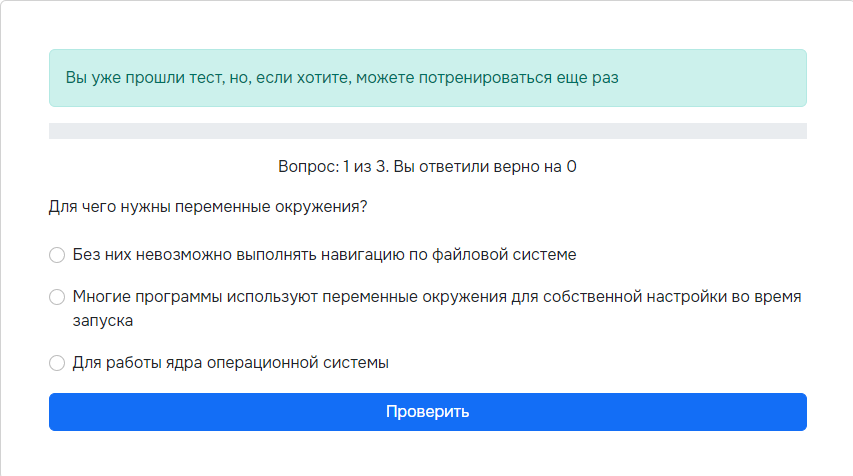 Вы уже прошли тест, но, если хотите, можете потренироваться еще раз
Вопрос: 1 из 3. Вы ответили верно на 0
Для чего нужны переменные окружения?
Без них невозможно выполнять навигацию по файловой системе
Многие программы используют переменные окружения для собственной настройки во время
запуска
Для работы ядра операционной системы
Проверить